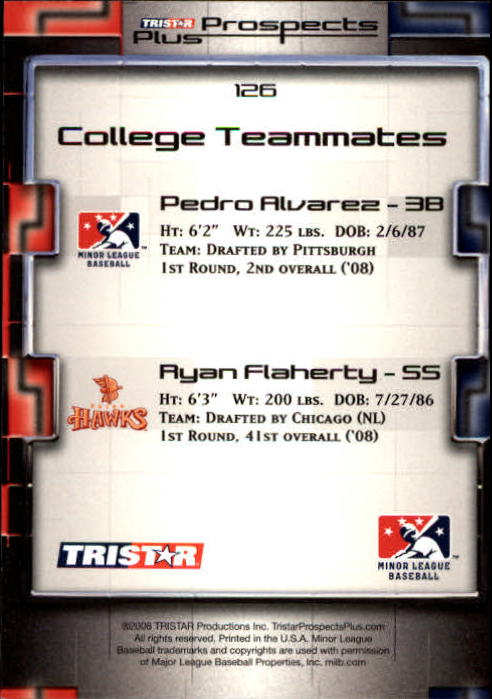 TRISTAR Prospects
Plus
126
College Teammates
Pedro Alvarez - 3B
HT: 6'2" WT: 225 LBS. DOB: 2/6/87
TEAM: DRAFTED BY PITTSBURGH
1ST ROUND, 2ND OVERALL ('08)
MINOR LEAGUE
BASEBALL
Ryan Flaherty - SS
HT: 6'3" WT: 200 LBS. DOB: 7/27/86
TEAM: DRAFTED BY CHICAGO (NL)
1ST ROUND, 41ST OVERALL ('08)
HAWKS
TRISTAR
MINOR LEAGUE
BASEBALL
©2008 TRISTAR Productions Inc. TristarProspectsPlus.com
All rights reserved. Printed in the U.S.A. Minor League
Baseball trademarks and copyrights are used with permission
of Major League Baseball Properties, Inc. milb.com